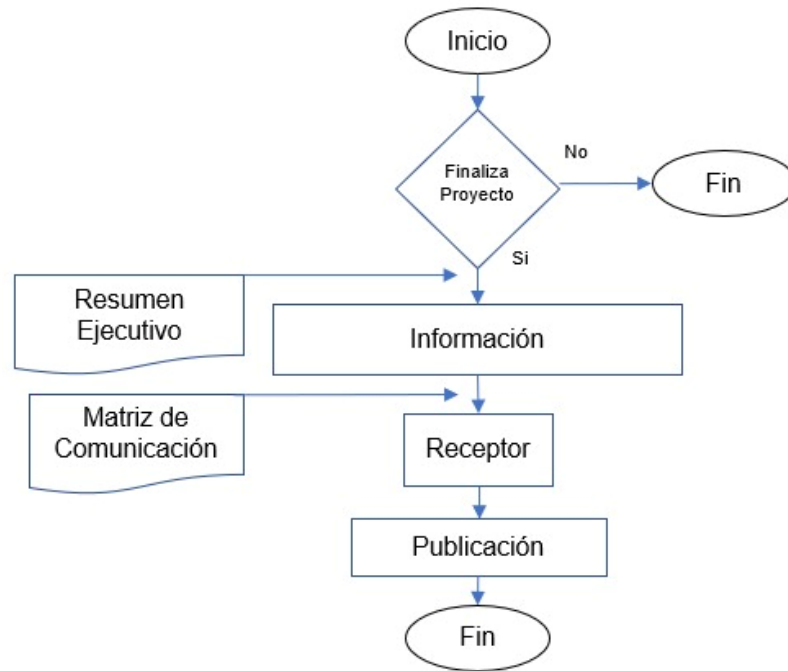 Inicio
Finaliza
Proyecto
No
Fin
Si
Resumen
Ejecutivo
Información
Matriz de
Comunicación
Receptor
Publicación
Fin